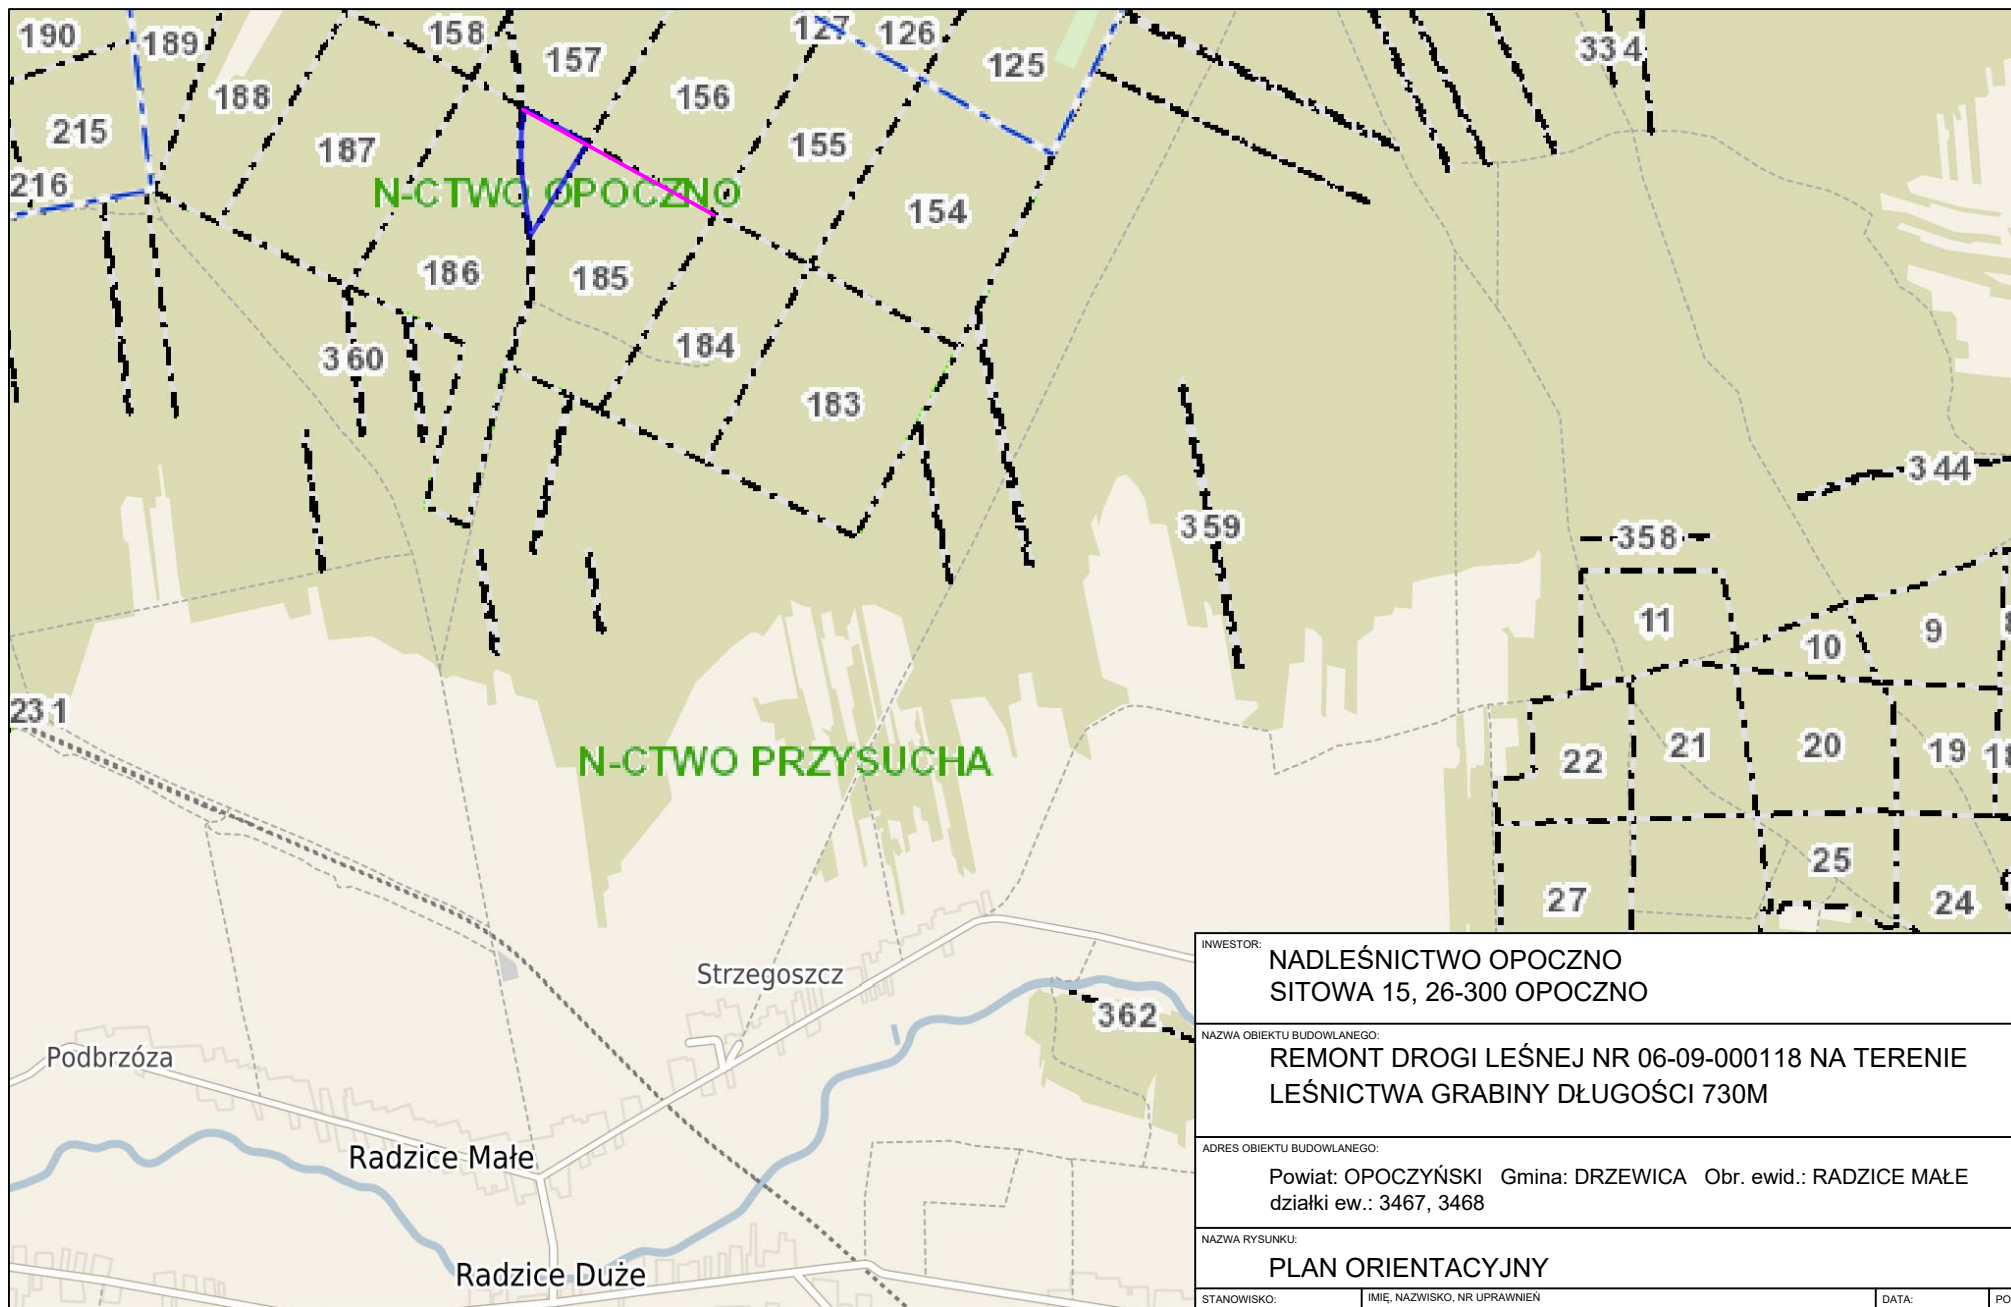 190
189
158
157
127
126
125
334
188
156
215
187
155
216
N-CTWO OPOCZNO
154
186
185
360
184
183
344
359
358
11
10
9
231
N-CTWO PRZYSUCHA
22
21
20
19
18
25
27
24
Strzegoszcz
362
Podbrzóza
Radzice Małe
Radzice Duże
INWESTOR:
NADLEŚNICTWO OPOCZNO
SITOWA 15, 26-300 OPOCZNO
NAZWA OBIEKTU BUDOWLANEGO:
REMONT DROGI LEŚNEJ NR 06-09-000118 NA TERENIE
LEŚNICTWA GRABINY DŁUGOŚCI 730M
ADRES OBIEKTU BUDOWLANEGO:
Powiat: OPOCZYŃSKI Gmina: DRZEWICA Obr. ewid.: RADZICE MAŁE
działki ew.: 3467, 3468
NAZWA RYSUNKU:
PLAN ORIENTACYJNY
STANOWISKO: IMIĘ, NAZWISKO, NR UPRAWNIEŃ DATA: